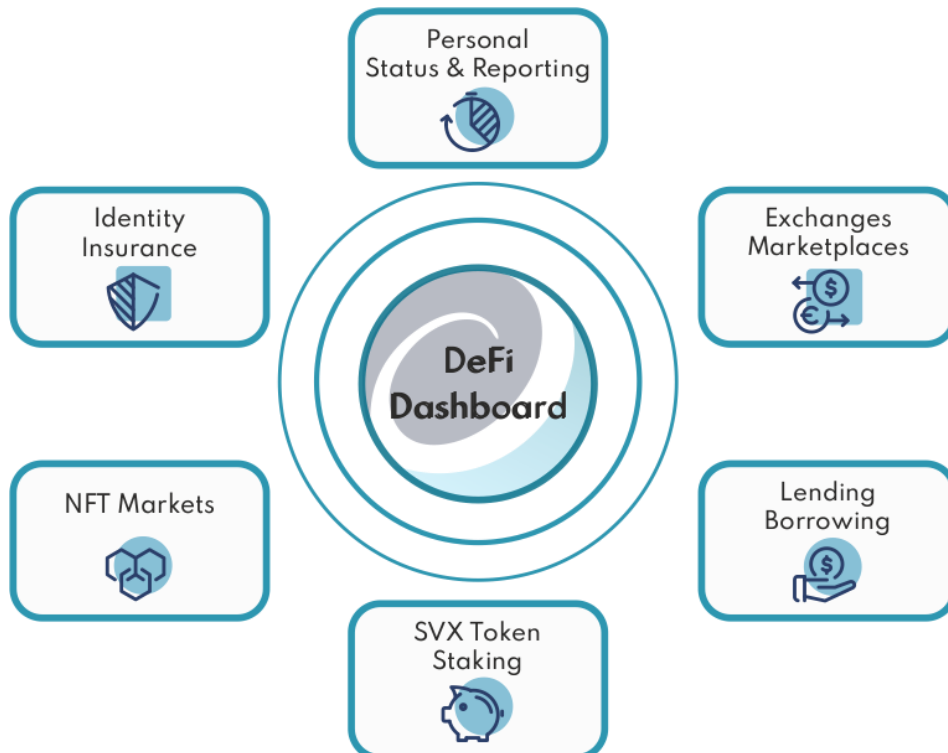 Personal
Status & Reporting
Identity
Insurance
Exchanges
Marketplaces
DeFi
Dashboard
NFT Markets
Lending
Borrowing
SVX Token
Staking
$
€
$